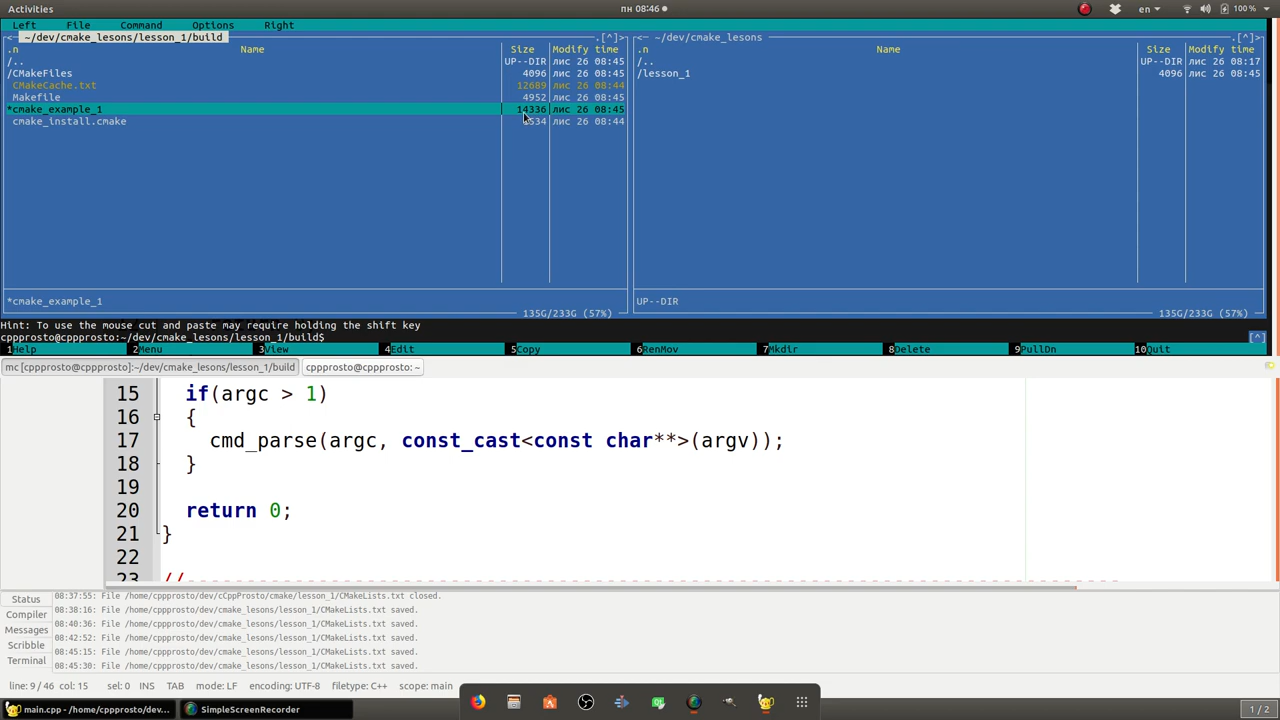 Activities
пн 08:46
en
100 %
Left File Command Options Right
<─ ~/dev/cmake_lesons/lesson_1/build .[^]>
.n Name Size Modify time
/.. UP--DIR лис 26 08:45
/CMakeFiles 4096 лис 26 08:45
CMakeCache.txt 12689 лис 26 08:44
Makefile 4952 лис 26 08:45
*cmake_example_1 14336 лис 26 08:45
cmake_install.cmake 534 лис 26 08:44
*cmake_example_1
135G/233G (57%)
<─ ~/dev/cmake_lesons .[^]>
.n Name Size Modify time
/.. UP--DIR лис 26 08:17
/lesson_1 4096 лис 26 08:45
UP--DIR
135G/233G (57%)
Hint: To use the mouse cut and paste may require holding the shift key
cppprosto@cppprosto:~/dev/cmake_lesons/lesson_1/build$ [^]
1Help 2Menu 3View 4Edit 5Copy 6RenMov 7Mkdir 8Delete 9PullDn 10Quit
mc [cppprosto@cppprosto]:~/dev/cmake_lesons/lesson_1/build
cppprosto@cppprosto: ~
15 if(argc > 1)
16 {
17 cmd_parse(argc, const_cast<const char**>(argv));
18 }
19
20 return 0;
21 }
22
23 //- - - - - - - - - - - - - - - - - - - - - - - - - - - - - - - - - - - - - - -
Status
Compiler
Messages
Scribble
Terminal
08:37:55: File /home/cppprosto/dev/cCppProsto/cmake/lesson_1/CMakeLists.txt closed.
08:38:16: File /home/cppprosto/dev/cmake_lesons/lesson_1/CMakeLists.txt saved.
08:40:36: File /home/cppprosto/dev/cmake_lesons/lesson_1/CMakeLists.txt saved.
08:42:52: File /home/cppprosto/dev/cmake_lesons/lesson_1/CMakeLists.txt saved.
08:45:15: File /home/cppprosto/dev/cmake_lesons/lesson_1/CMakeLists.txt saved.
08:45:30: File /home/cppprosto/dev/cmake_lesons/lesson_1/CMakeLists.txt saved.
line: 9 / 46 col: 15 sel: 0 INS TAB mode: LF encoding: UTF-8 filetype: C++ scope: main
main.cpp - /home/cppprosto/dev...
SimpleScreenRecorder
1 / 2